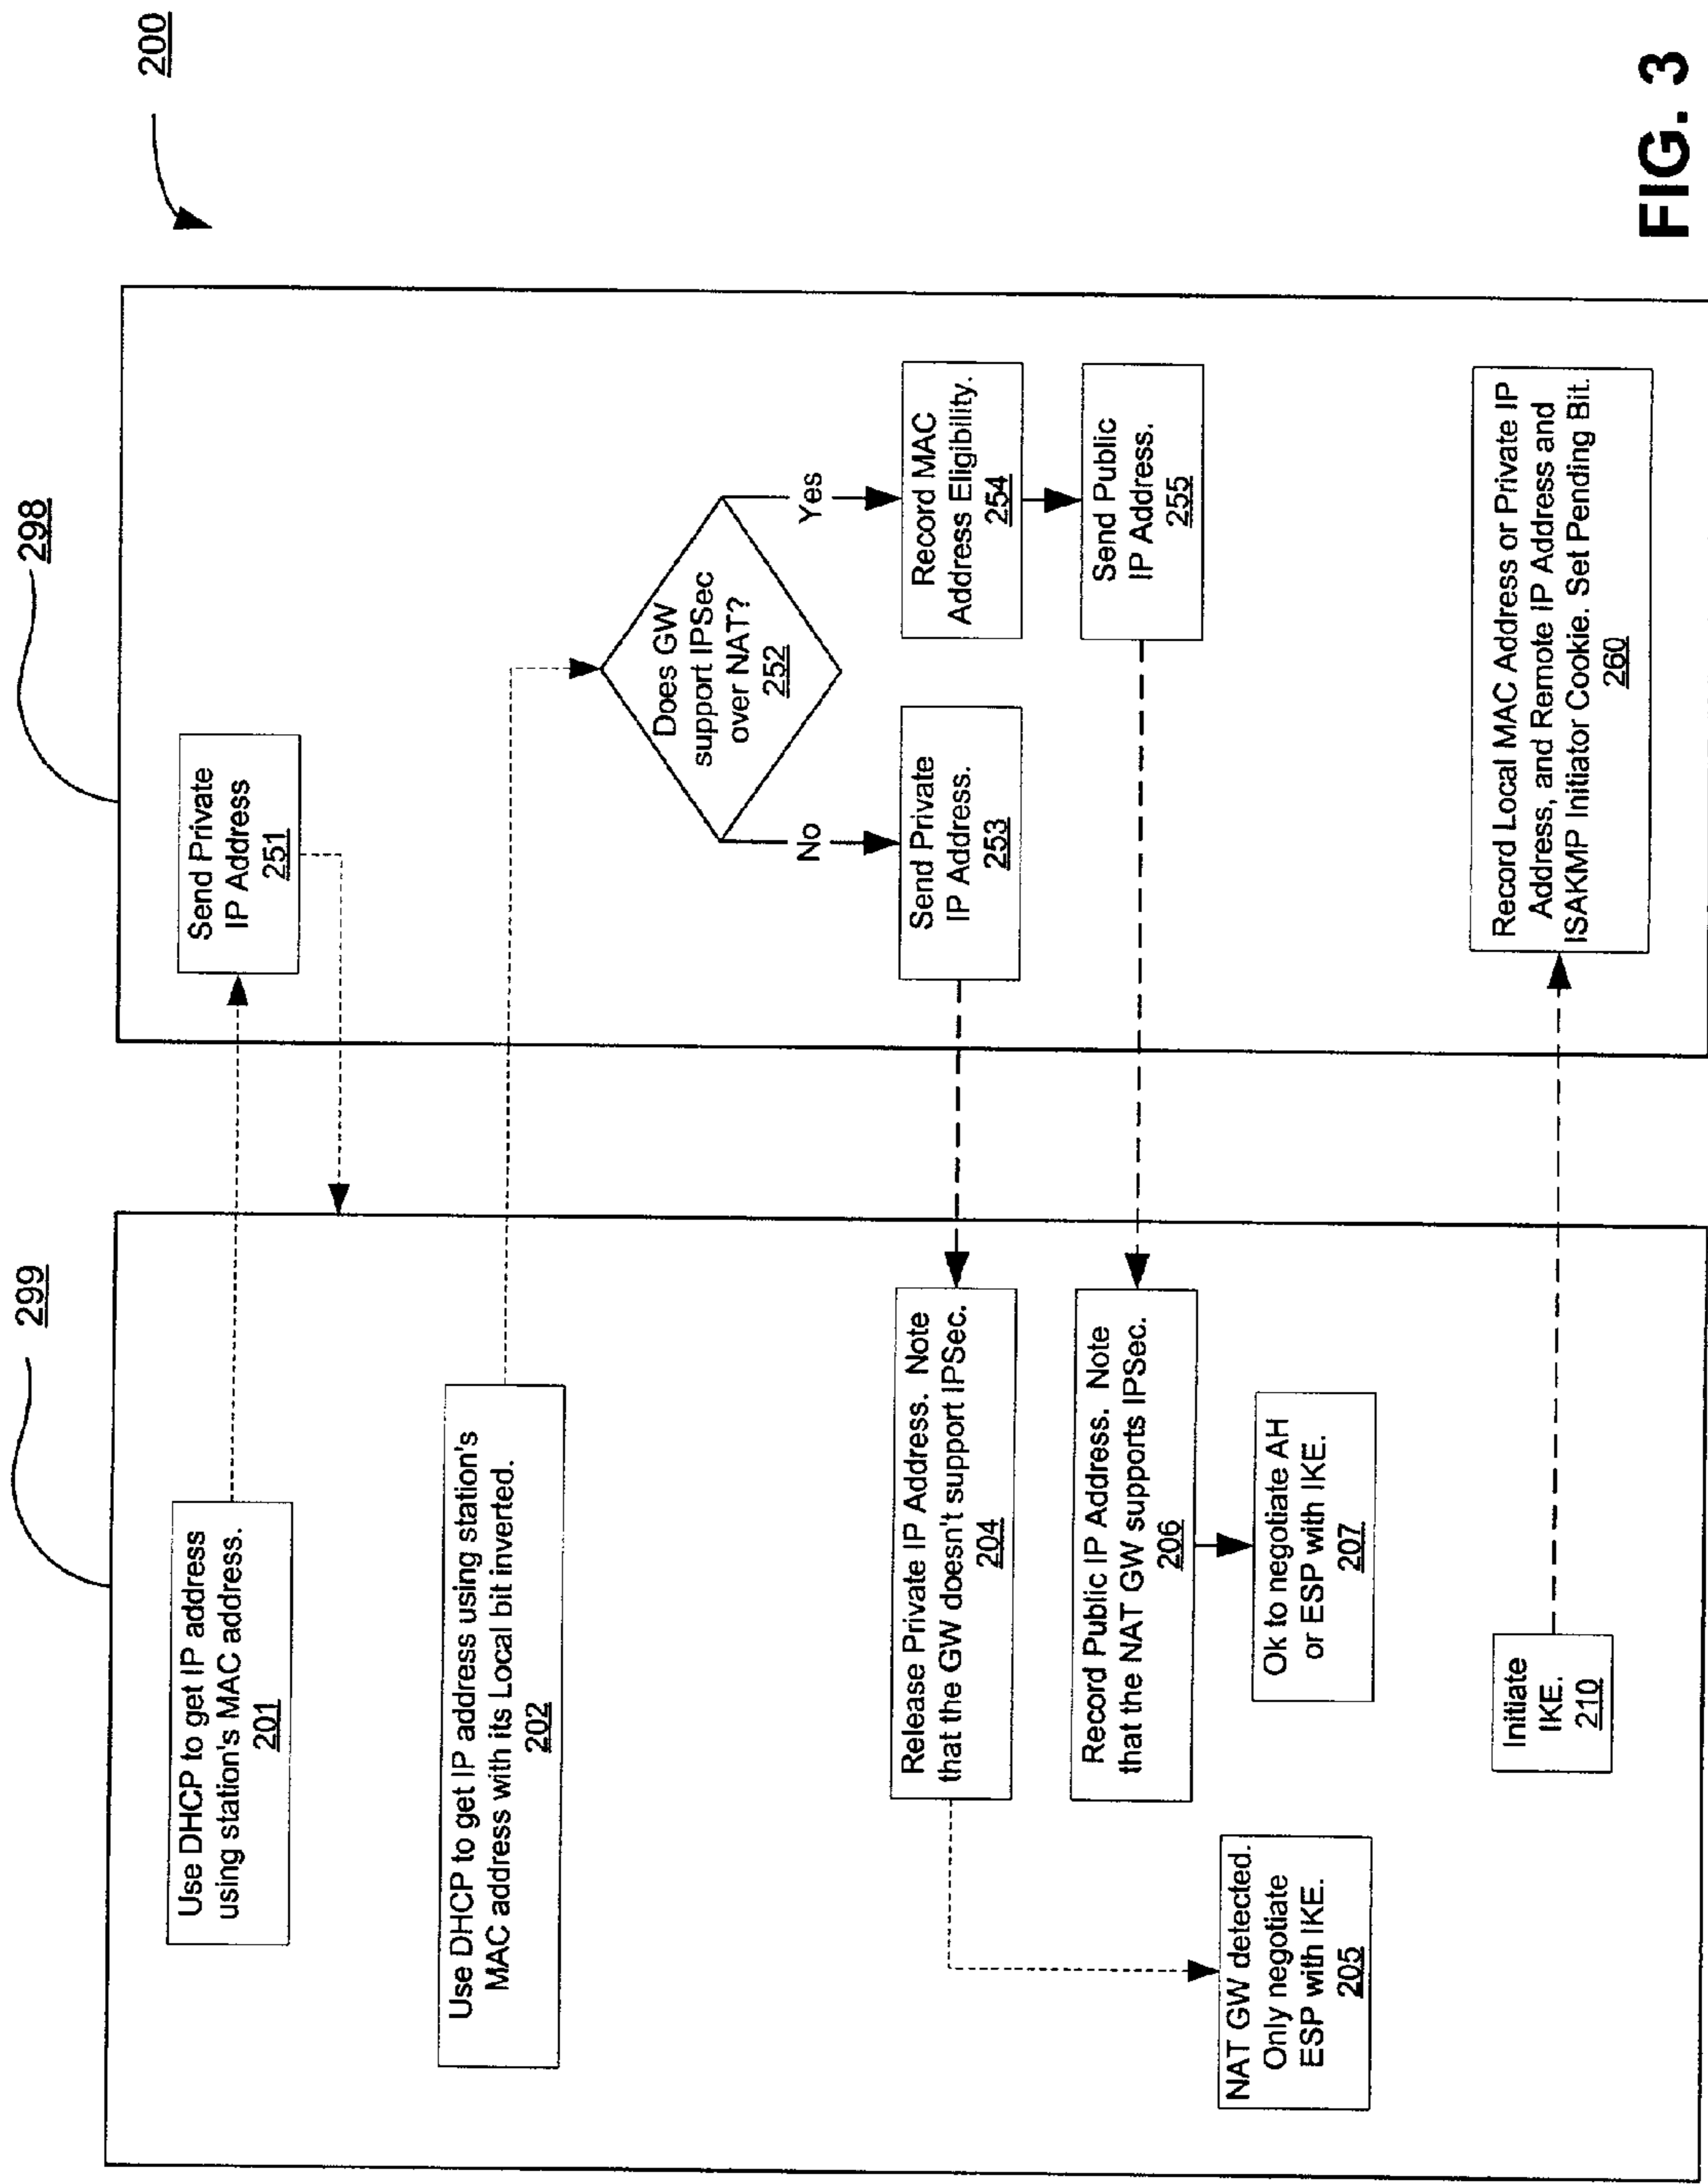 200
299
298
Use DHCP to get IP address
using station's MAC address.
201
Send Private
IP Address
251
Use DHCP to get IP address using station's
MAC address with its Local bit inverted.
202
Does GW
support IPSec
over NAT?
252
No
Yes
Send Private
IP Address.
253
Record MAC
Address Eligibility.
254
Send Public
IP Address.
255
Release Private IP Address. Note
that the GW doesn't support IPSec.
204
Record Public IP Address. Note
that the NAT GW supports IPSec.
206
NAT GW detected.
Only negotiate
ESP with IKE.
205
Ok to negotiate AH
or ESP with IKE.
207
Initiate
IKE.
210
Record Local MAC Address or Private IP
Address, and Remote IP Address and
ISAKMP Initiator Cookie. Set Pending Bit.
260
FIG. 3